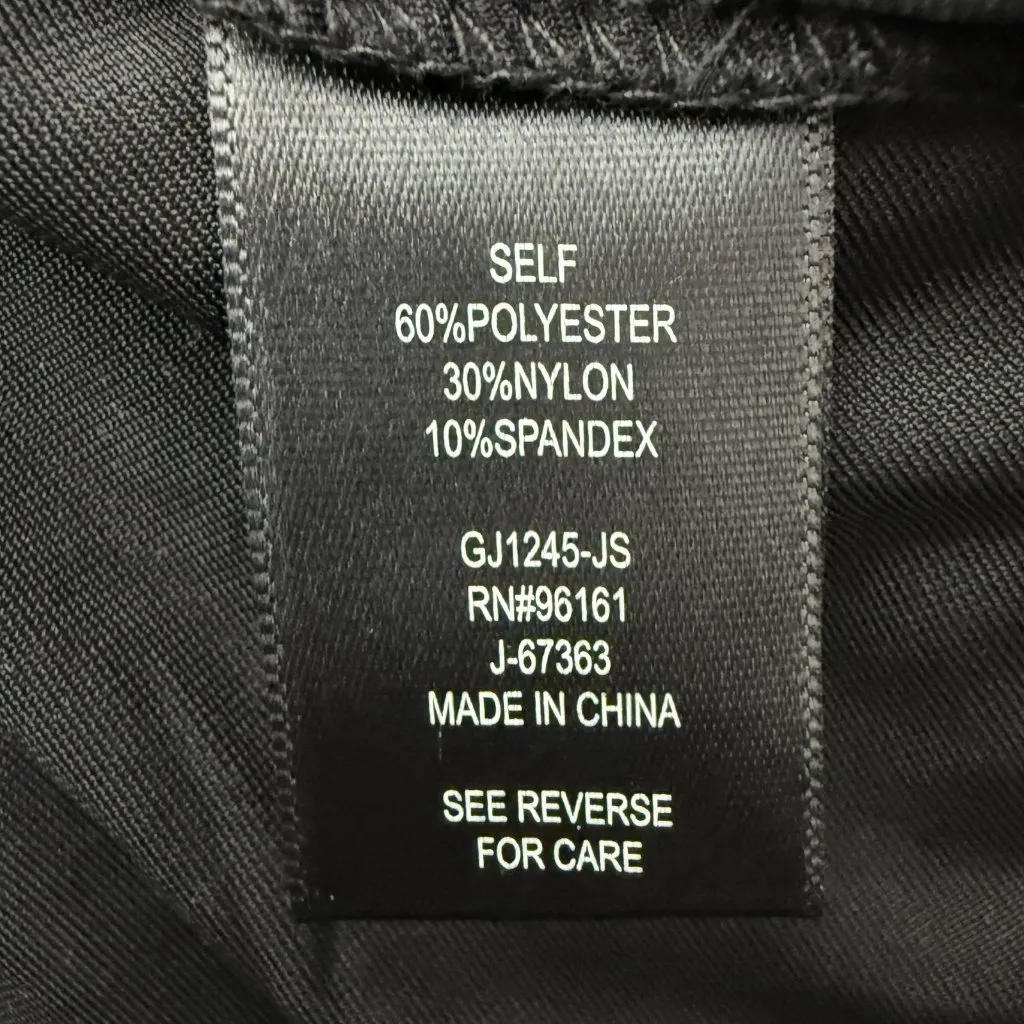 SELF
60%POLYESTER
30%NYLON
10%SPANDEX
GJ1245-JS
RN#96161
J-67363
MADE IN CHINA
SEE REVERSE
FOR CARE